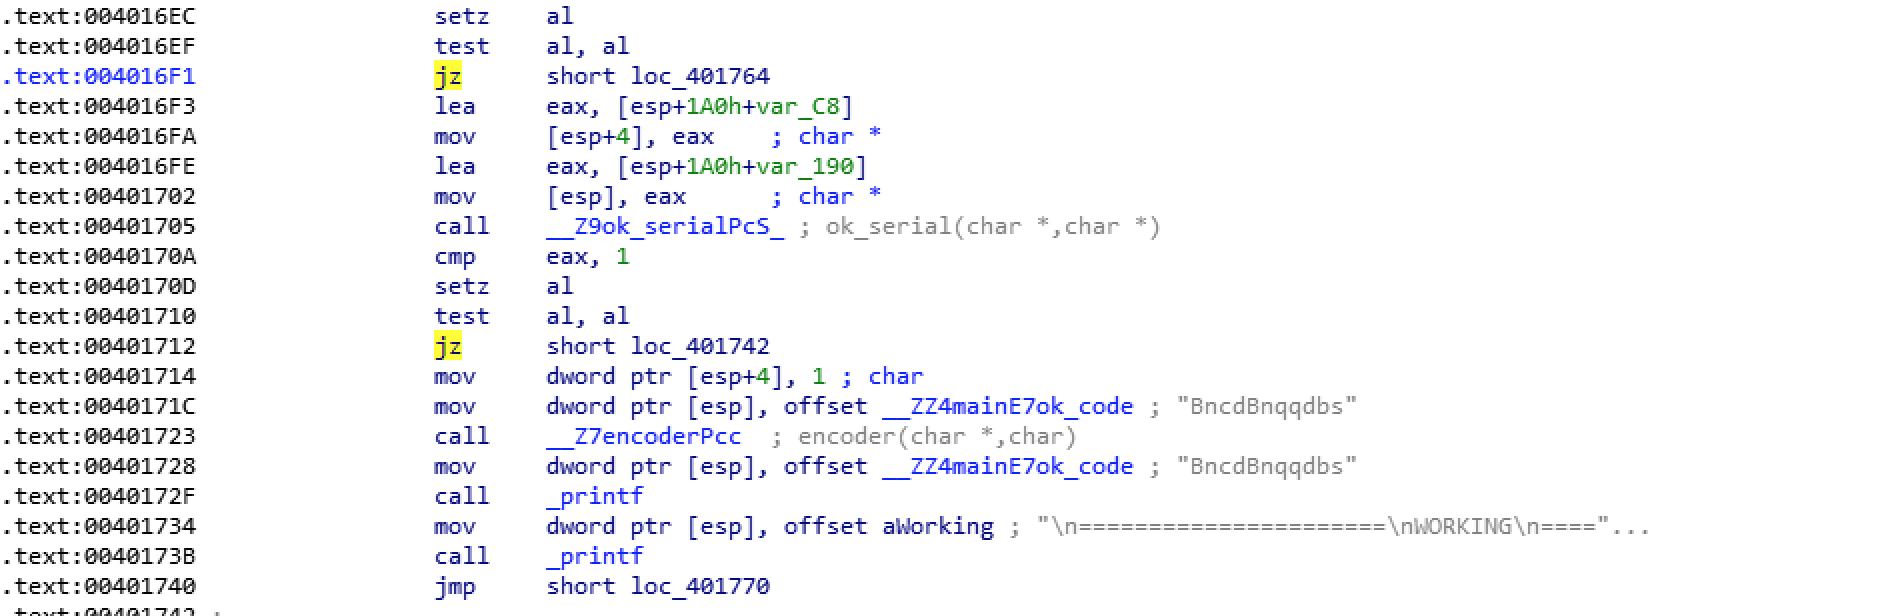 .text:004016EC setz al
.text:004016EF test al, al
.text:004016F1 jz short loc_401764
.text:004016F3 lea eax, [esp+1A0h+var_C8]
.text:004016FA mov [esp+4], eax ; char *
.text:004016FE lea eax, [esp+1A0h+var_190]
.text:00401702 mov [esp], eax ; char *
.text:00401705 call __Z9ok_serialPcS_ ; ok_serial(char *,char *)
.text:0040170A cmp eax, 1
.text:0040170D setz al
.text:00401710 test al, al
.text:00401712 jz short loc_401742
.text:00401714 mov dword ptr [esp+4], 1 ; char
.text:0040171C mov dword ptr [esp], offset __ZZ4mainE7ok_code ; "BncdBnqqdbs"
.text:00401723 call __Z7encoderPcc ; encoder(char *,char)
.text:00401728 mov dword ptr [esp], offset __ZZ4mainE7ok_code ; "BncdBnqqdbs"
.text:0040172F call _printf
.text:00401734 mov dword ptr [esp], offset aWorking ; "\n======================\nWORKING\n===="...
.text:0040173B call _printf
.text:00401740 jmp short loc_401770
.text:00401742 ;